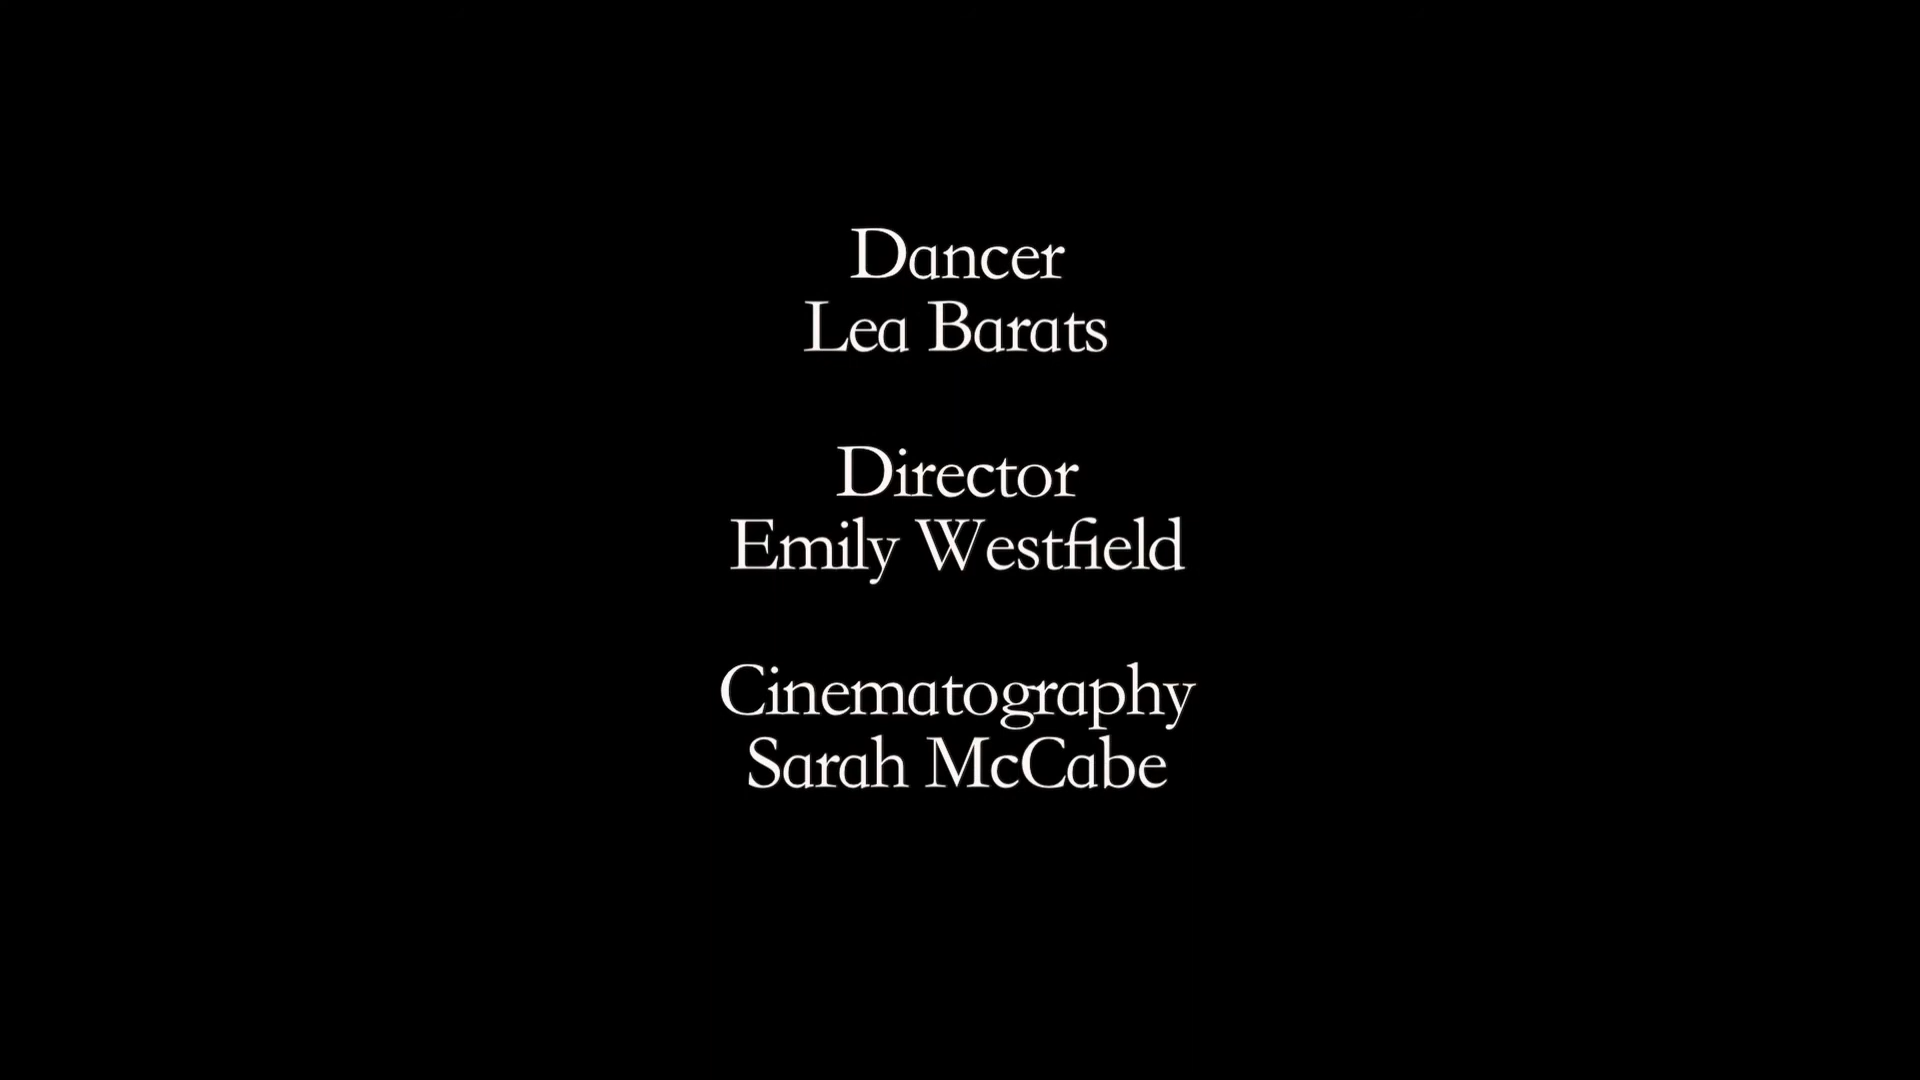 Dancer
Lea Barats
Director
Emily Westfield
Cinematography
Sarah McCabe